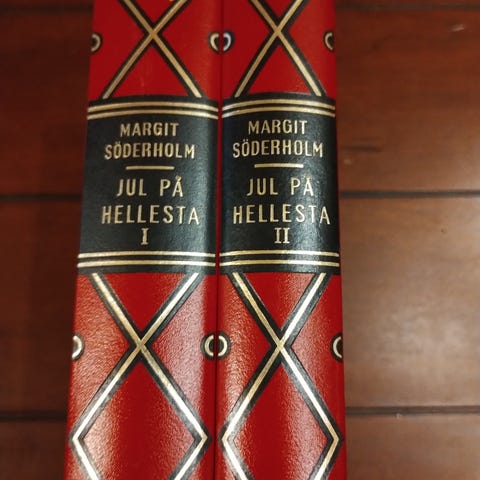 MARGIT
SÖDERHOLM
JUL PÅ
HELLESTA
I
MARGIT
SÖDERHOLM
JUL PÅ
HELLESTA
II